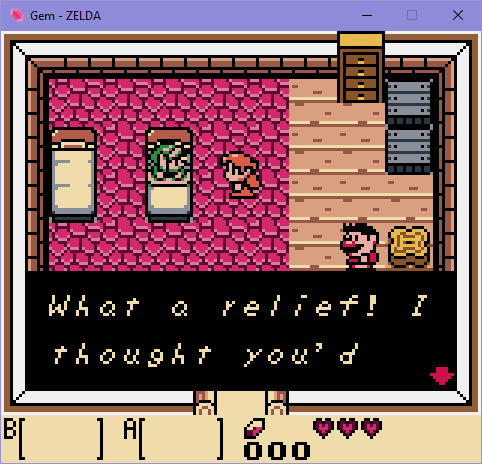 Gem - ZELDA
What a relief! I
thought you'd
B[ ] A[ ]
000